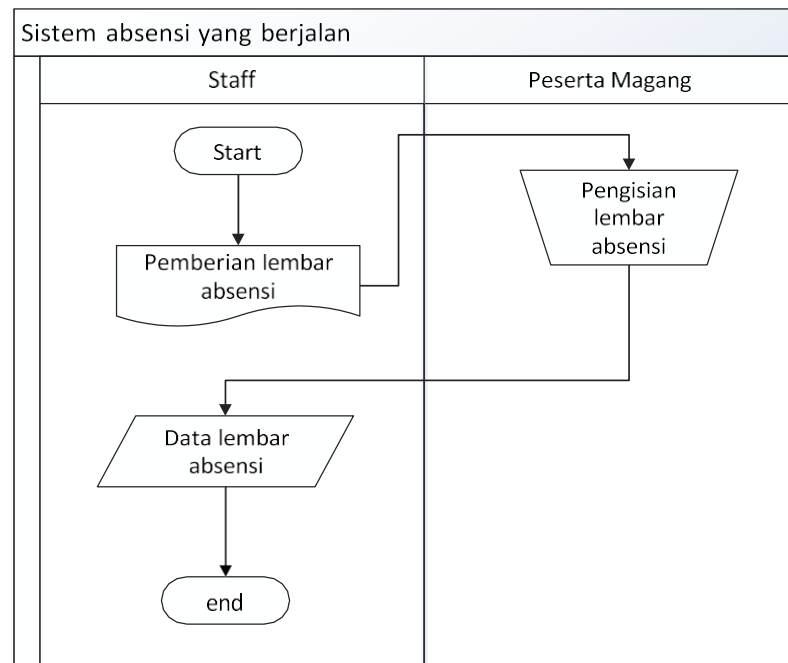 Sistem absensi yang berjalan
Staff
Peserta Magang
Start
Pemberian lembar
absensi
Pengisian
lembar
absensi
Data lembar
absensi
end